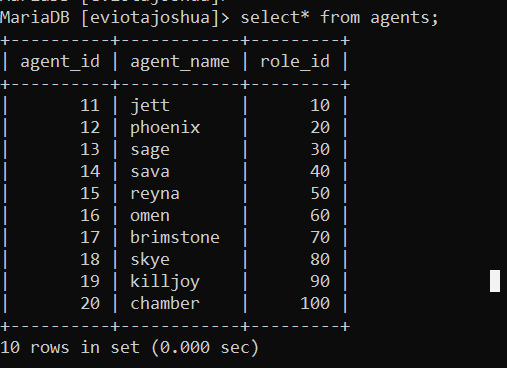 MariaDB [eviotajoshua]> select* from agents;
+----------+------------+---------+
| agent_id | agent_name | role_id |
+----------+------------+---------+
|       11 | jett       |      10 |
|       12 | phoenix    |      20 |
|       13 | sage       |      30 |
|       14 | sava       |      40 |
|       15 | reyna      |      50 |
|       16 | omen       |      60 |
|       17 | brimstone  |      70 |
|       18 | skye       |      80 |
|       19 | killjoy    |      90 |
|       20 | chamber    |     100 |
+----------+------------+---------+
10 rows in set (0.000 sec)